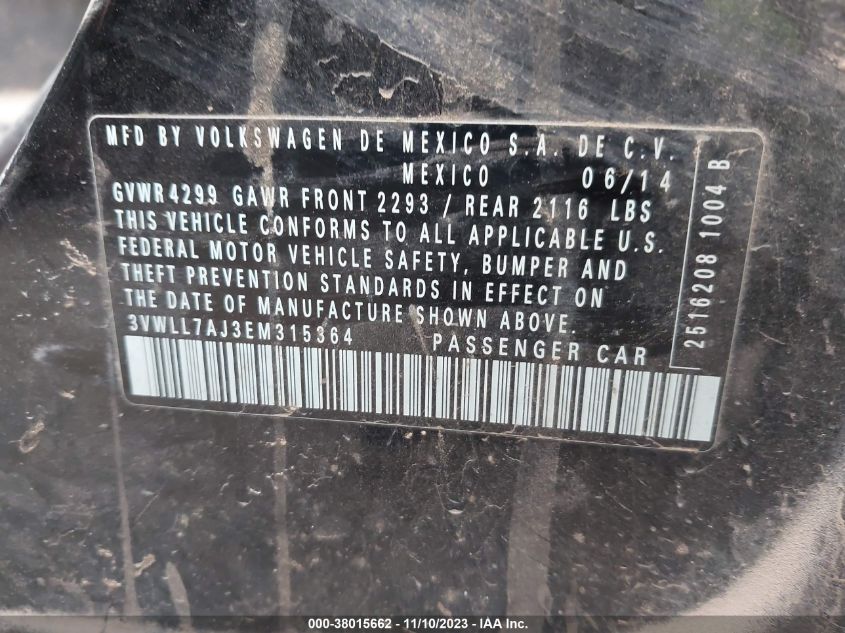 MFD BY VOLKSWAGEN DE MEXICO S.A. DE C.V.
MEXICO 06/14
GVWR 4299 GAWR FRONT 2293 / REAR 2116 LBS
THIS VEHICLE CONFORMS TO ALL APPLICABLE U.S.
FEDERAL MOTOR VEHICLE SAFETY, BUMPER AND
THEFT PREVENTION STANDARDS IN EFFECT ON
THE DATE OF MANUFACTURE SHOWN ABOVE.
3VWLL7AJ3EM315364 PASSENGER CAR
2516208 1004 B
000-38015662 - 11/10/2023 - IAA Inc.